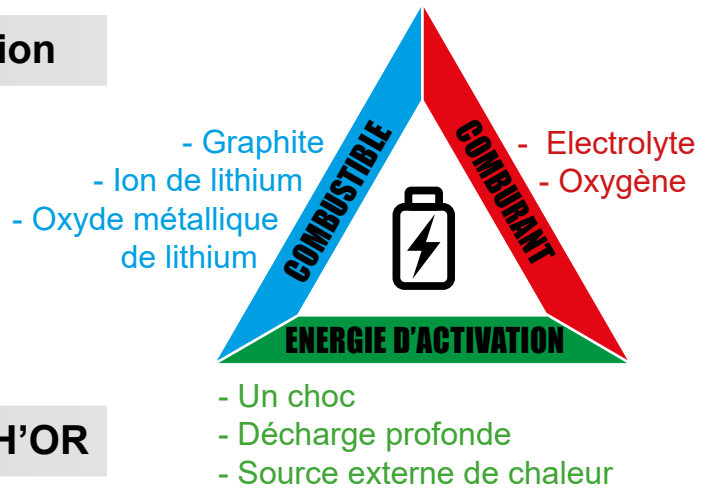 ion
- Graphite
- Ion de lithium
- Oxyde métallique
de lithium
COMBUSTIBLE
COMBURANT
- Electrolyte
- Oxygène
ENERGIE D'ACTIVATION
- Un choc
- Décharge profonde
- Source externe de chaleur
H'OR